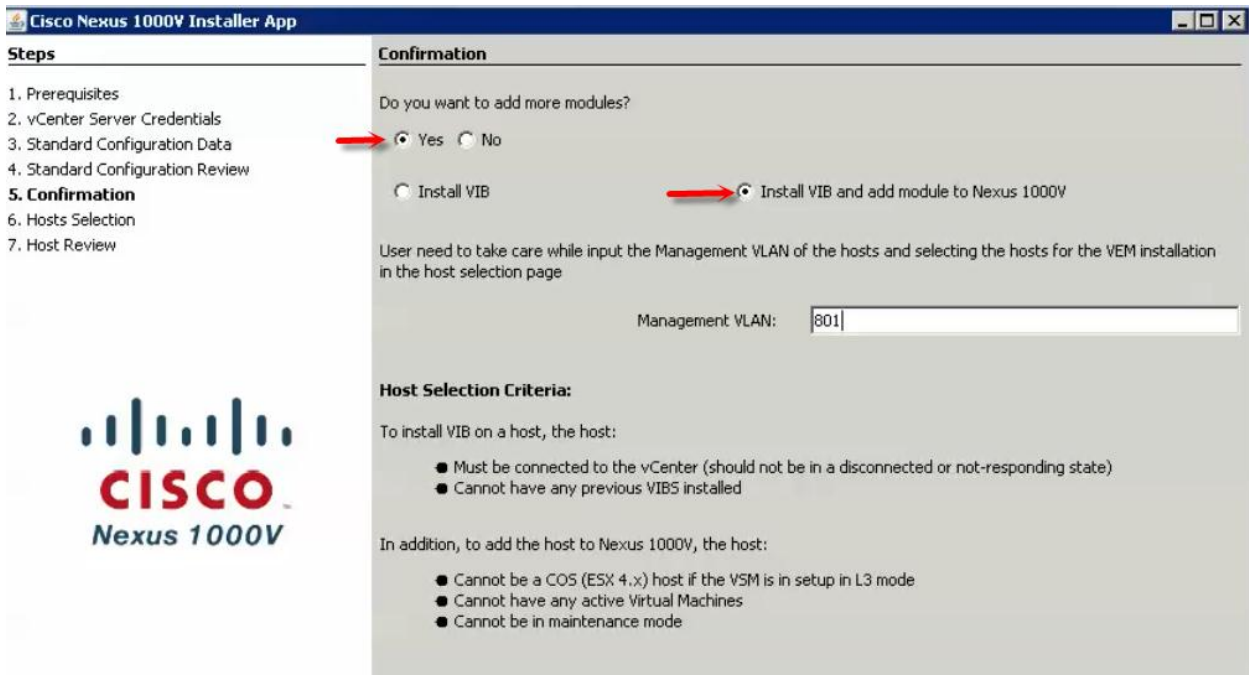 Cisco Nexus 1000V Installer App
Steps
1. Prerequisites
2. vCenter Server Credentials
3. Standard Configuration Data
4. Standard Configuration Review
5. Confirmation
6. Hosts Selection
7. Host Review
CISCO
Nexus 1000V
Confirmation
Do you want to add more modules?
Yes No
Install VIB Install VIB and add module to Nexus 1000V
User need to take care while input the Management VLAN of the hosts and selecting the hosts for the VEM installation
in the host selection page
Management VLAN: 801
Host Selection Criteria:
To install VIB on a host, the host:
Must be connected to the vCenter (should not be in a disconnected or not-responding state)
Cannot have any previous VIBS installed
In addition, to add the host to Nexus 1000V, the host:
Cannot be a COS (ESX 4.x) host if the VSM is in setup in L3 mode
Cannot have any active Virtual Machines
Cannot be in maintenance mode